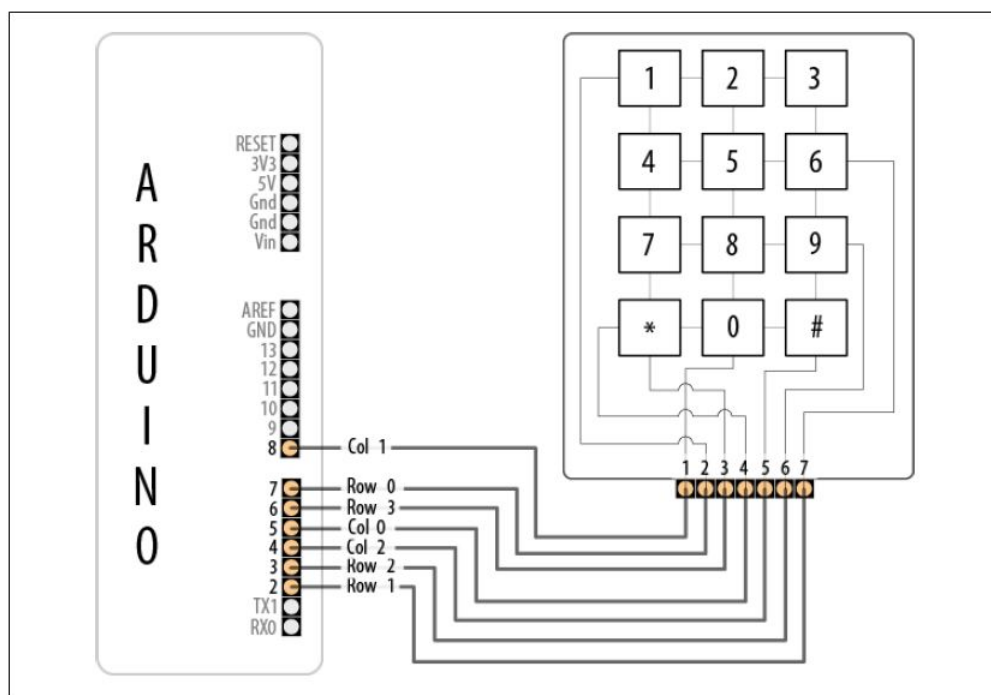 ARDUINO
RESET
3V3
5V
Gnd
Gnd
Vin
AREF
GND
13
12
11
10
9
8 Col 1
7 Row 0
6 Row 3
5 Col 0
4 Col 2
3 Row 2
2 Row 1
TX1
RX0
1 2 3
4 5 6
7 8 9
* 0 #
1 2 3 4 5 6 7